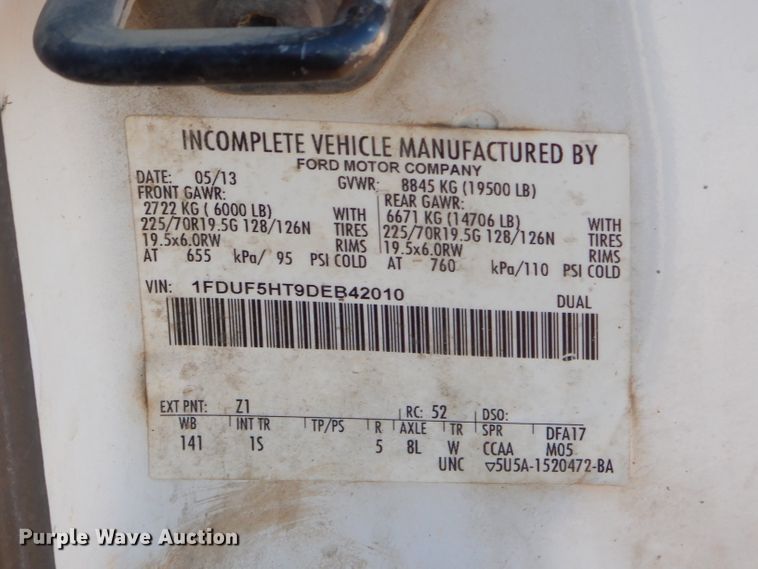 INCOMPLETE VEHICLE MANUFACTURED BY
FORD MOTOR COMPANY
DATE: 05/13 GVWR: 8845 KG (19500 LB)
FRONT GAWR: REAR GAWR:
2722 KG ( 6000 LB) WITH 6671 KG (14706 LB) WITH
225/70R19.5G 128/126N TIRES 225/70R19.5G 128/126N TIRES
19.5x6.0RW RIMS 19.5x6.0RW RIMS
AT 655 kPa/ 95 PSI COLD AT 760 kPa/110 PSI COLD
VIN: 1FDUF5HT9DEB42010 DUAL
EXT PNT: Z1 RC: 52 DSO:
WB INT TR TP/PS R AXLE TR SPR DFA17
141 1S 5 8L W CCAA M05
UNC ▽5U5A-1520472-BA
Purple Wave Auction